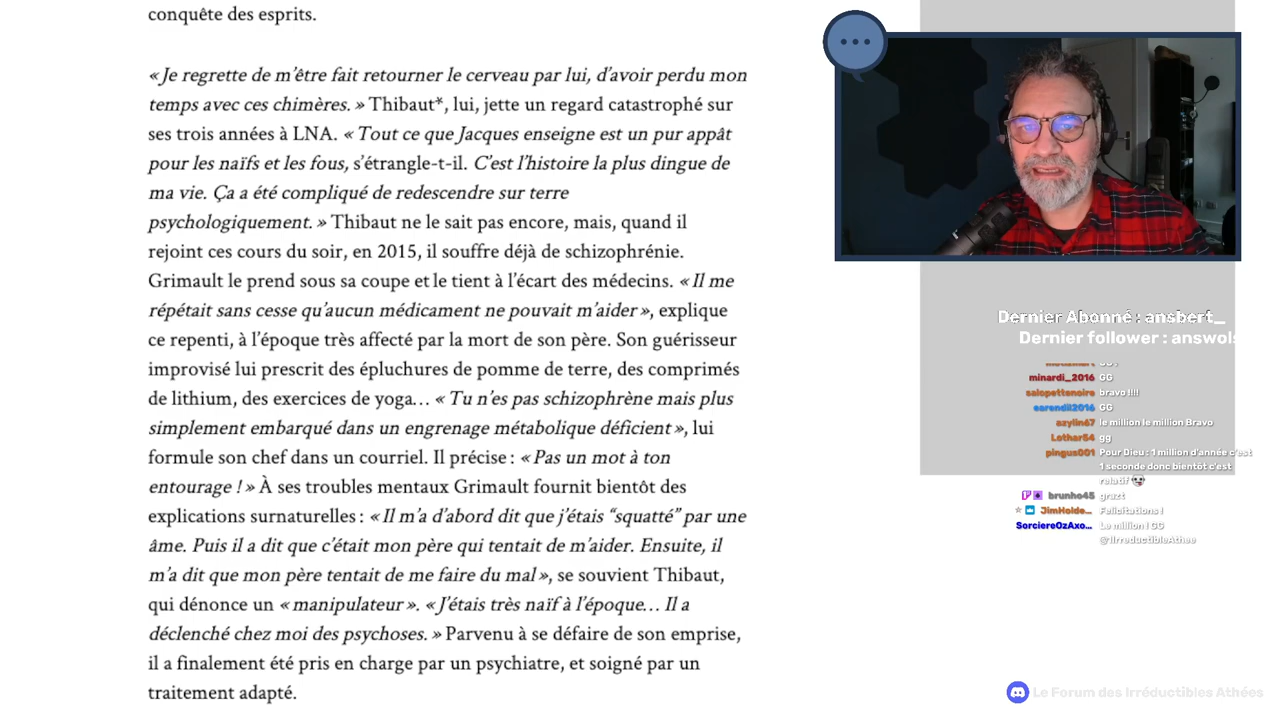 conquête des esprits.
« Je regrette de m’être fait retourner le cerveau par lui, d’avoir perdu mon
temps avec ces chimères. » Thibaut*, lui, jette un regard catastrophé sur
ses trois années à LNA. « Tout ce que Jacques enseigne est un pur appât
pour les naïfs et les fous, s’étrangle-t-il. C’est l’histoire la plus dingue de
ma vie. Ça a été compliqué de redescendre sur terre
psychologiquement. » Thibaut ne le sait pas encore, mais, quand il
rejoint ces cours du soir, en 2015, il souffre déjà de schizophrénie.
Grimault le prend sous sa coupe et le tient à l’écart des médecins. « Il me
répétait sans cesse qu’aucun médicament ne pouvait m’aider », explique
ce repenti, à l’époque très affecté par la mort de son père. Son guérisseur
improvisé lui prescrit des épluchures de pomme de terre, des comprimés
de lithium, des exercices de yoga… « Tu n’es pas schizophrène mais plus
simplement embarqué dans un engrenage métabolique déficient », lui
formule son chef dans un courriel. Il précise : « Pas un mot à ton
entourage ! » À ses troubles mentaux Grimault fournit bientôt des
explications surnaturelles : « Il m’a d’abord dit que j’étais “squatté” par une
âme. Puis il a dit que c’était mon père qui tentait de m’aider. Ensuite, il
m’a dit que mon père tentait de me faire du mal », se souvient Thibaut,
qui dénonce un « manipulateur ». « J’étais très naïf à l’époque… Il a
déclenché chez moi des psychoses. » Parvenu à se défaire de son emprise,
il a finalement été pris en charge par un psychiatre, et soigné par un
traitement adapté.
Dernier Abonné : ansbert_
Dernier follower : answols
minardi_2016 GG
salopettenoire bravo !!!!
earendil2016 GG
azylin67 le million le million Bravo
Lothar54 gg
pingus001 Pour Dieu : 1 million d'année c'est
1 seconde donc bientôt c'est
relatif
brunho45 gruzt
JimHolde... Felicitations !
SorciereOzAxo... Le million ! GG
@1IrreductibleAthee
Le Forum des Irréductibles Athées